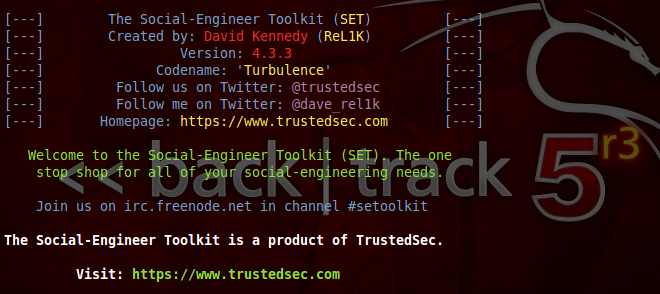 [---] The Social-Engineer Toolkit (SET) [---]
[---] Created by: David Kennedy (ReL1K) [---]
[---] Version: 4.3.3 [---]
[---] Codename: 'Turbulence' [---]
[---] Follow us on Twitter: @trustedsec [---]
[---] Follow me on Twitter: @dave_rel1k [---]
[---] Homepage: https://www.trustedsec.com [---]
Welcome to the Social-Engineer Toolkit (SET). The one
stop shop for all of your social-engineering needs.
<< back | track 5 r3
Join us on irc.freenode.net in channel #setoolkit
The Social-Engineer Toolkit is a product of TrustedSec.
Visit: https://www.trustedsec.com